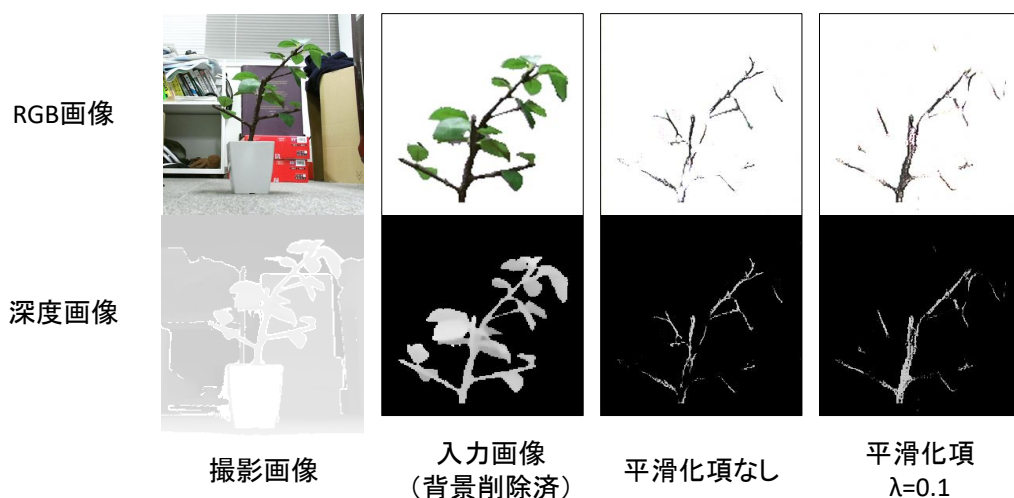 RGB画像
深度画像
撮影画像
入力画像
（背景削除済）
平滑化項なし
平滑化項
λ=0.1